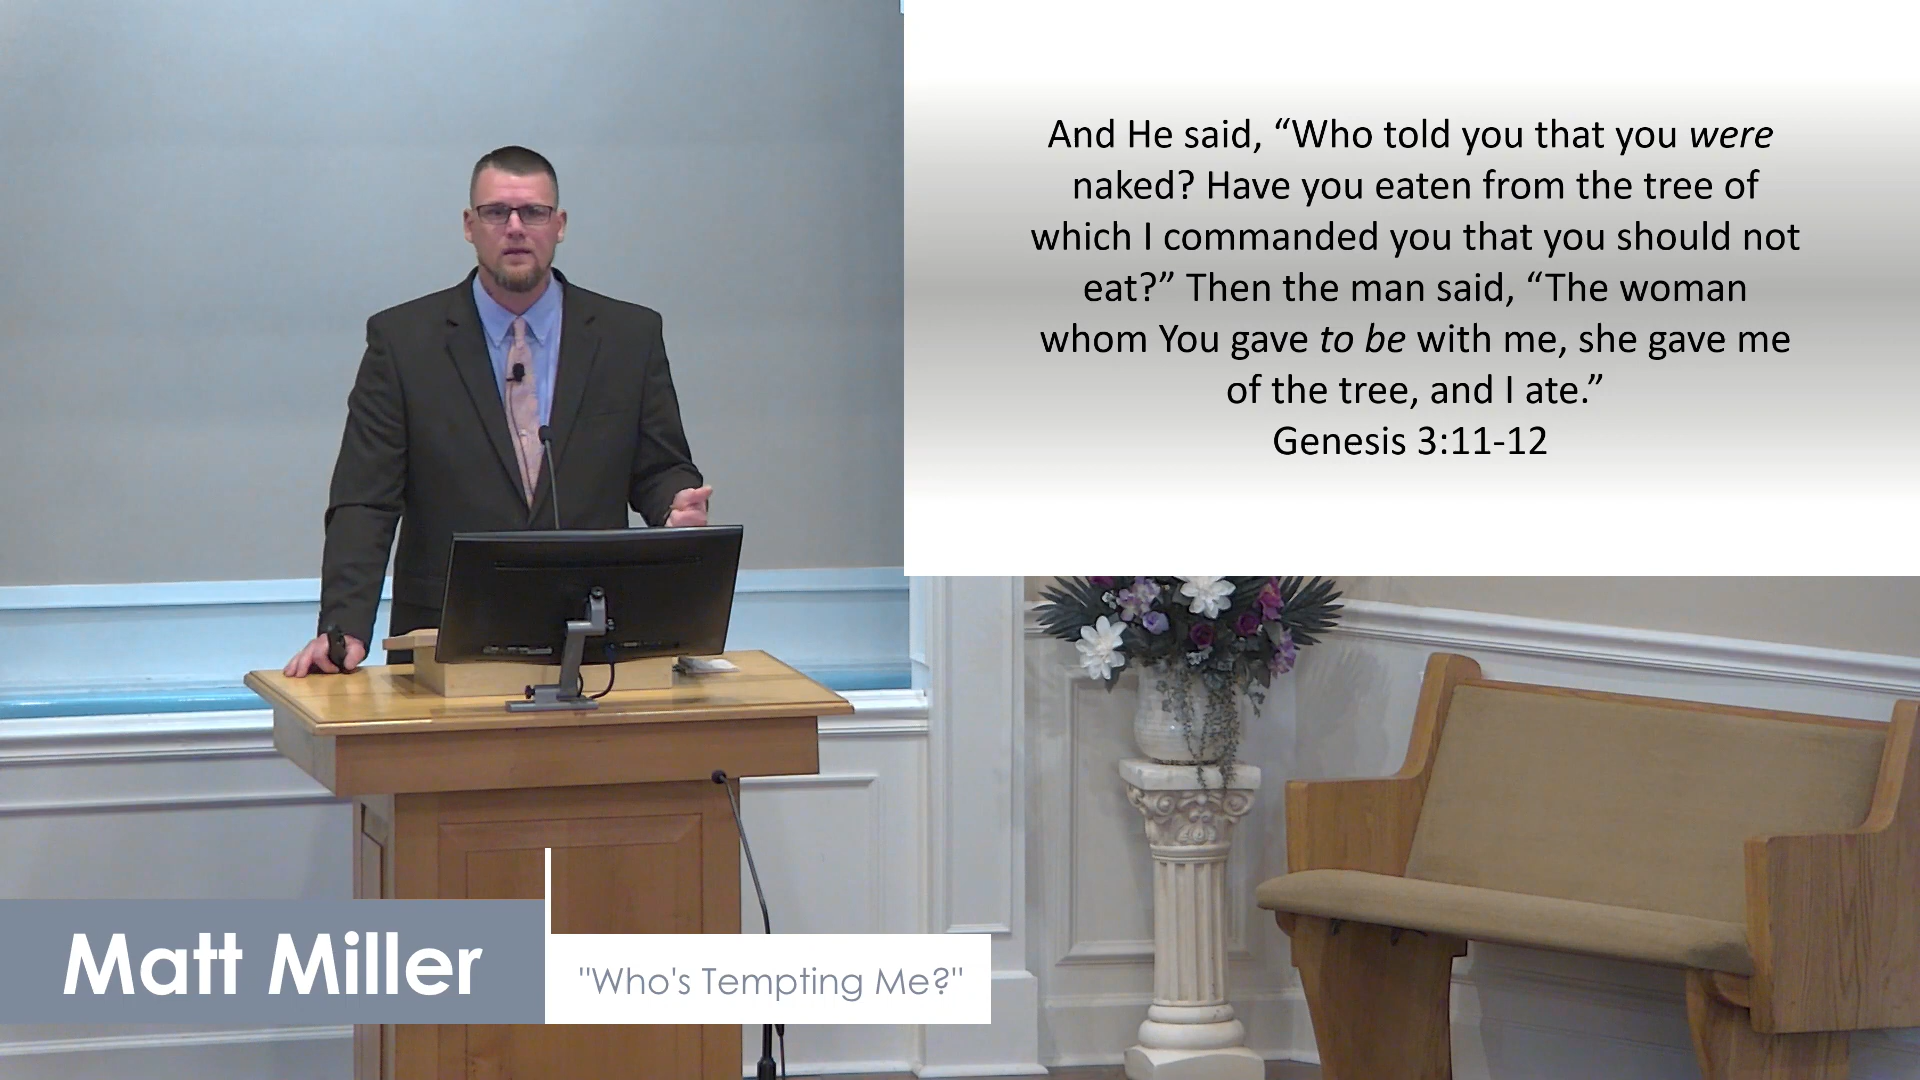 And He said, “Who told you that you were
naked? Have you eaten from the tree of
which I commanded you that you should not
eat?” Then the man said, “The woman
whom You gave to be with me, she gave me
of the tree, and I ate.”
Genesis 3:11-12
Matt Miller
"Who's Tempting Me?"